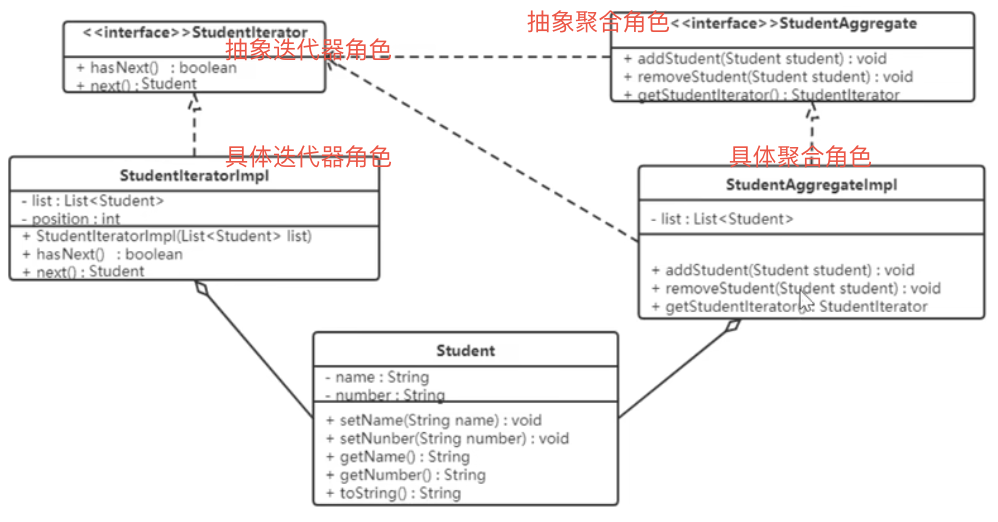 抽象聚合角色
<<interface>>StudentIterator
抽象迭代器角色
+ hasNext() : boolean
+ next() : Student
<<interface>>StudentAggregate
+ addStudent(Student student) : void
+ removeStudent(Student student) : void
+ getStudentIterator() : StudentIterator
具体迭代器角色
StudentIteratorImpl
- list : List<Student>
- position : int
+ StudentIteratorImpl(List<Student> list)
+ hasNext() : boolean
+ next() : Student
具体聚合角色
StudentAggregateImpl
- list : List<Student>
+ addStudent(Student student) : void
+ removeStudent(Student student) : void
+ getStudentIterator() : StudentIterator
Student
- name : String
- number : String
+ setName(String name) : void
+ setNunber(String number) : void
+ getName() : String
+ getNumber() : String
+ toString() : String